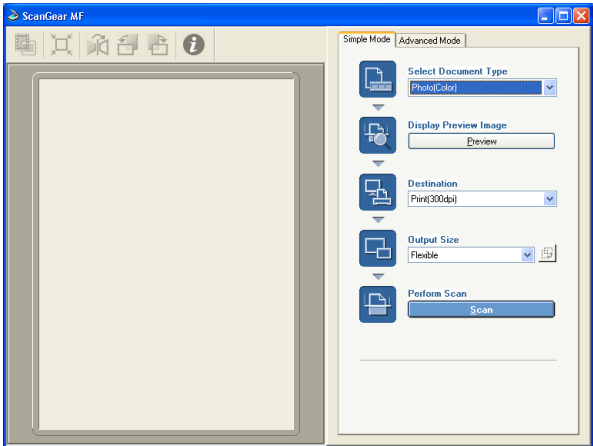 ScanGear MF
Simple Mode
Advanced Mode
Select Document Type
Photo(Color)
Display Preview Image
Preview
Destination
Print(300dpi)
Output Size
Flexible
Perform Scan
Scan